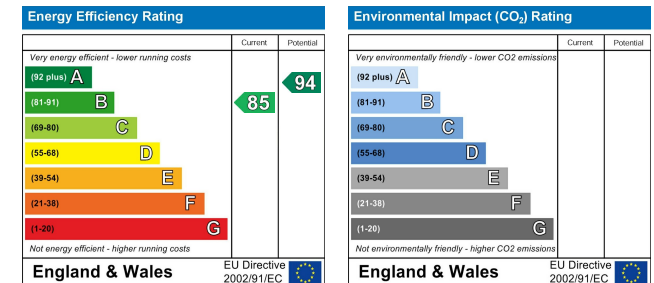 Energy Efficiency Rating
Current Potential
Very energy efficient - lower running costs
(92 plus) A
94
(81-91) B
85
(69-80) C
(55-68) D
(39-54) E
(21-38) F
(1-20) G
Not energy efficient - higher running costs
England & Wales
EU Directive
2002/91/EC
Environmental Impact (CO₂) Rating
Current Potential
Very environmentally friendly - lower CO2 emissions
(92 plus) A
(81-91) B
(69-80) C
(55-68) D
(39-54) E
(21-38) F
(1-20) G
Not environmentally friendly - higher CO2 emissions
England & Wales
EU Directive
2002/91/EC